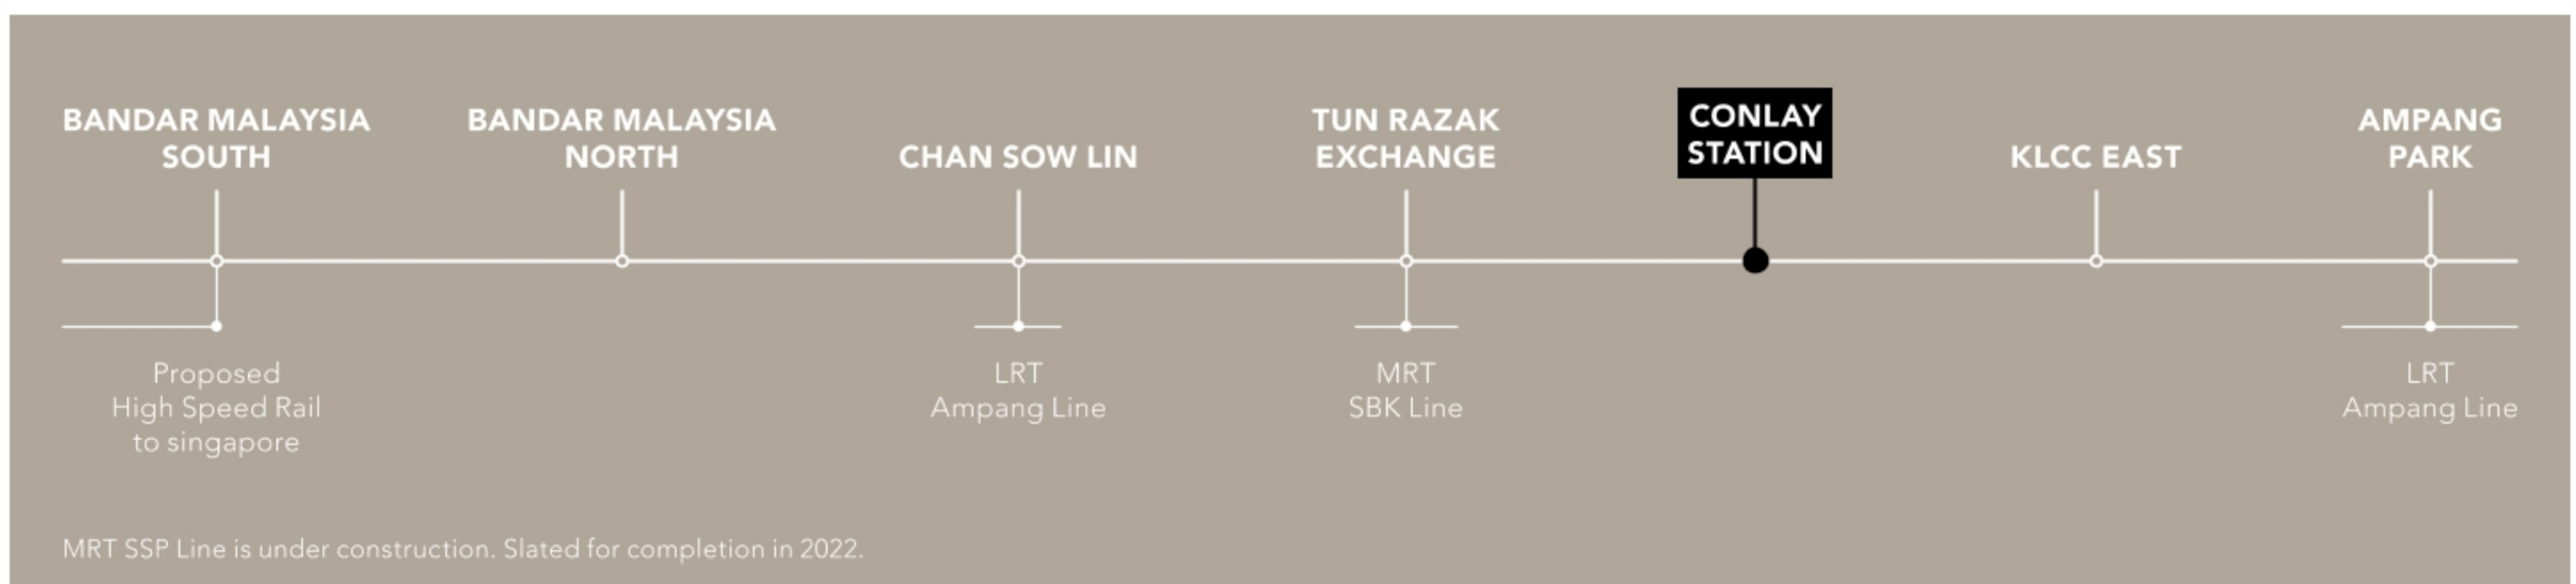 BANDAR MALAYSIA
SOUTH
BANDAR MALAYSIA
NORTH
CHAN SOW LIN
TUN RAZAK
EXCHANGE
CONLAY
STATION
KLCC EAST
AMPANG
PARK
Proposed
High Speed Rail
to singapore
LRT
Ampang Line
MRT
SBK Line
LRT
Ampang Line
MRT SSP Line is under construction. Slated for completion in 2022.